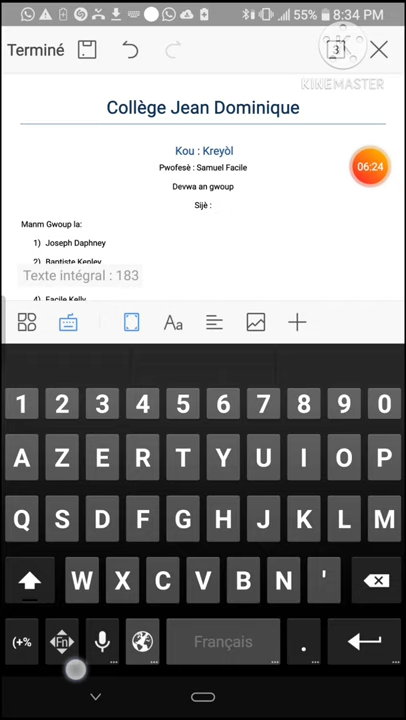 55% 8:34 PM
Terminé
3
KINEMASTER
Collège Jean Dominique
Kou : Kreyòl
06:24
Pwofesè : Samuel Facile
Devwa an gwoup
Sijè :
Manm Gwoup la:
1) Joseph Daphney
2) Baptiste Kenley
Texte intégral : 183
4) Facile Kelly
Aa
1 2 3 4 5 6 7 8 9 0
A Z E R T Y U I O P
Q S D F G H J K L M
W X C V B N '
(+% Fn Français .